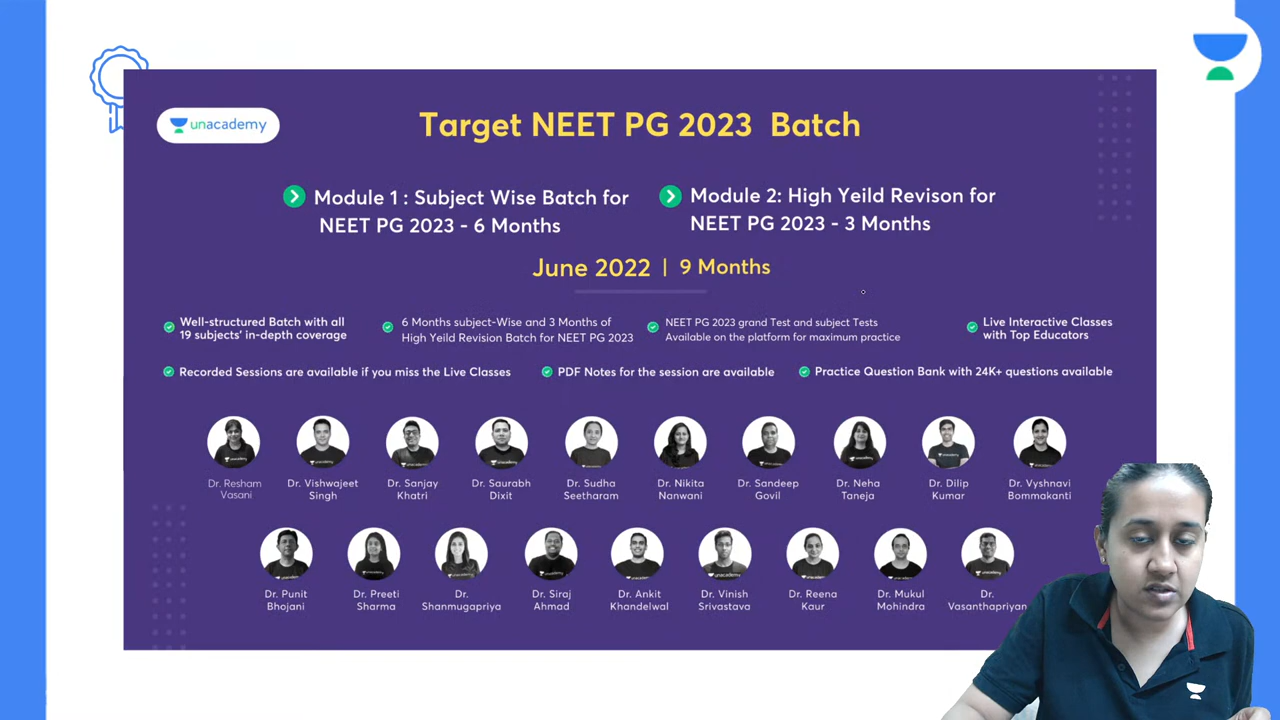 unacademy
Target NEET PG 2023 Batch
Module 1 : Subject Wise Batch for
NEET PG 2023 - 6 Months
Module 2: High Yeild Revison for
NEET PG 2023 - 3 Months
June 2022 | 9 Months
Well-structured Batch with all
19 subjects' in-depth coverage
6 Months subject-Wise and 3 Months of
High Yeild Revision Batch for NEET PG 2023
NEET PG 2023 grand Test and subject Tests
Available on the platform for maximum practice
Live Interactive Classes
with Top Educators
Recorded Sessions are available if you miss the Live Classes
PDF Notes for the session are available
Practice Question Bank with 24K+ questions available
Dr. Resham
Vasani
Dr. Vishwajeet
Singh
Dr. Sanjay
Khatri
Dr. Saurabh
Dixit
Dr. Sudha
Seetharam
Dr. Nikita
Nanwani
Dr. Sandeep
Govil
Dr. Neha
Taneja
Dr. Dilip
Kumar
Dr. Vyshnavi
Bommakanti
Dr. Punit
Bhojani
Dr. Preeti
Sharma
Dr.
Shanmugapriya
Dr. Siraj
Ahmad
Dr. Ankit
Khandelwal
Dr. Vinish
Srivastava
Dr. Reena
Kaur
Dr. Mukul
Mohindra
Dr.
Vasanthapriyan